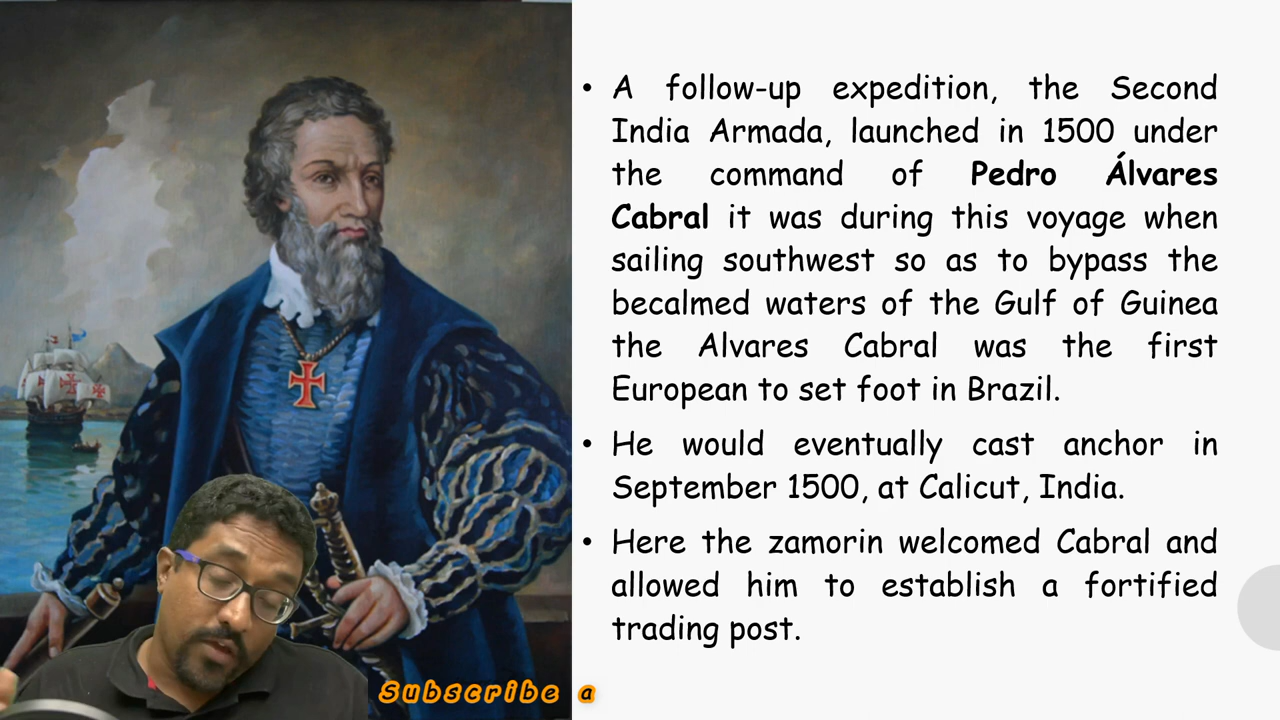 • A follow-up expedition, the Second
India Armada, launched in 1500 under
the command of Pedro Álvares
Cabral it was during this voyage when
sailing southwest so as to bypass the
becalmed waters of the Gulf of Guinea
the Alvares Cabral was the first
European to set foot in Brazil.
• He would eventually cast anchor in
September 1500, at Calicut, India.
• Here the zamorin welcomed Cabral and
allowed him to establish a fortified
trading post.
Subscribe a